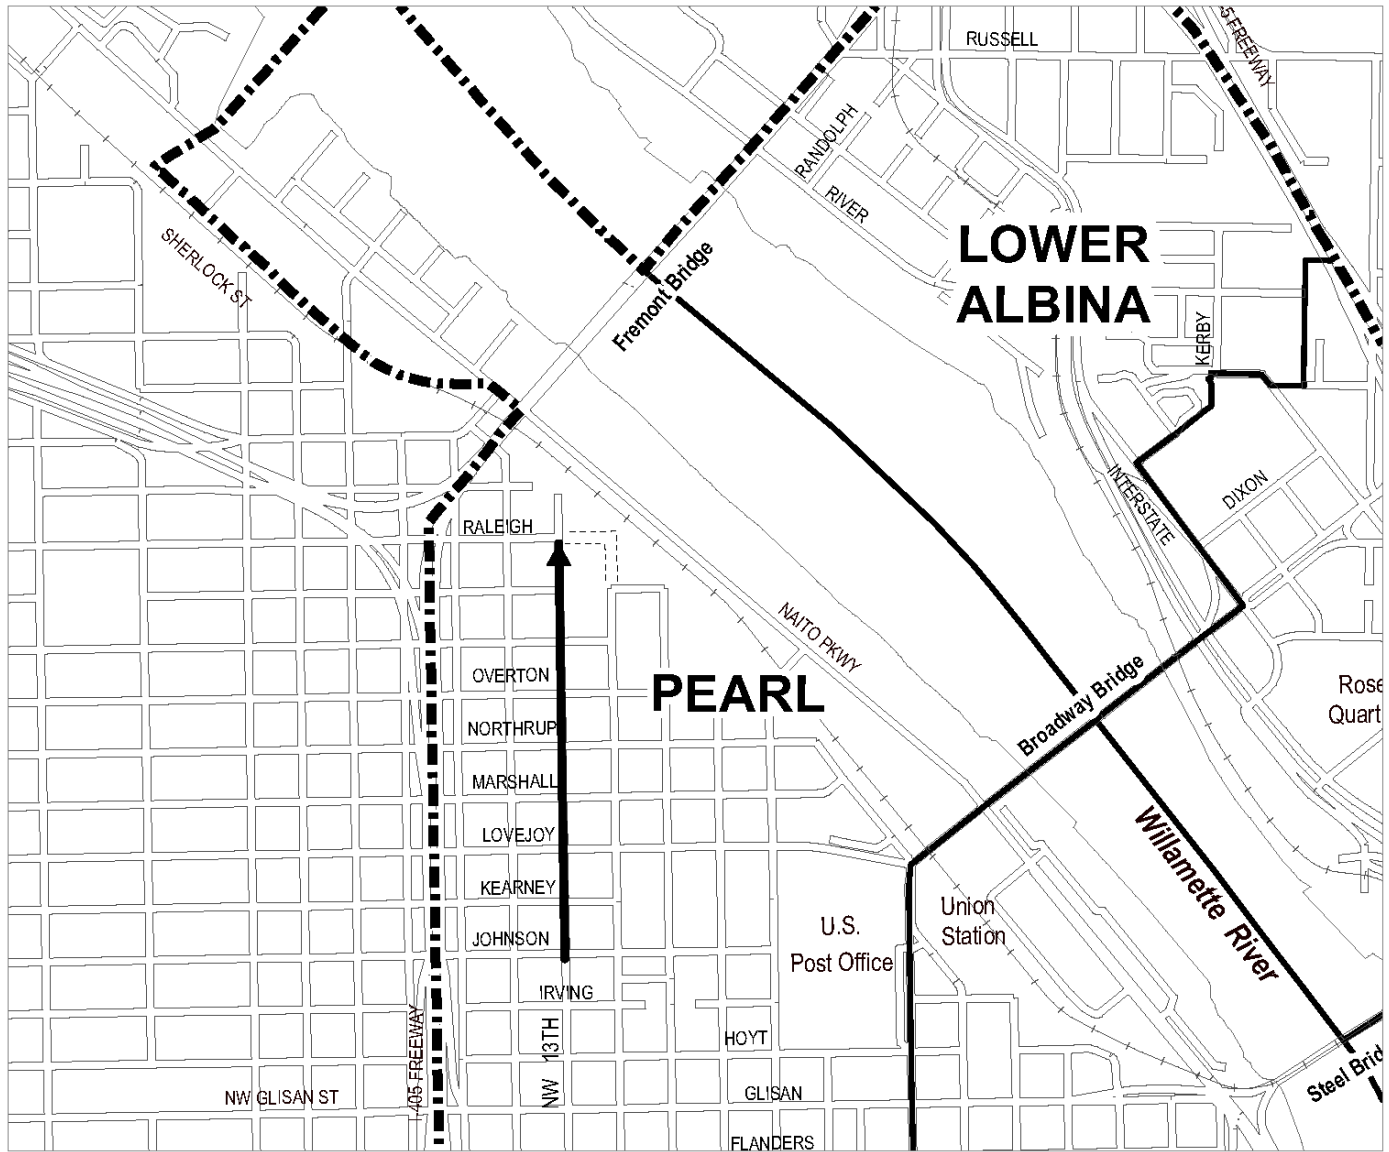 5 FREEWAY
RUSSELL
RANDOLPH
RIVER
LOWER
ALBINA
SHERLOCK ST
Fremont Bridge
KERBY
INTERSTATE
DIXON
RALEIGH
NAITO PKWY
OVERTON
PEARL
Rose
Quart
NORTHRUP
Broadway Bridge
MARSHALL
LOVEJOY
Willamette River
KEARNEY
U.S.
Post Office
Union
Station
JOHNSON
IRVING
HOYT
I-405 FREEWAY
NW 13TH
NW GLISAN ST
GLISAN
Steel Brid
FLANDERS